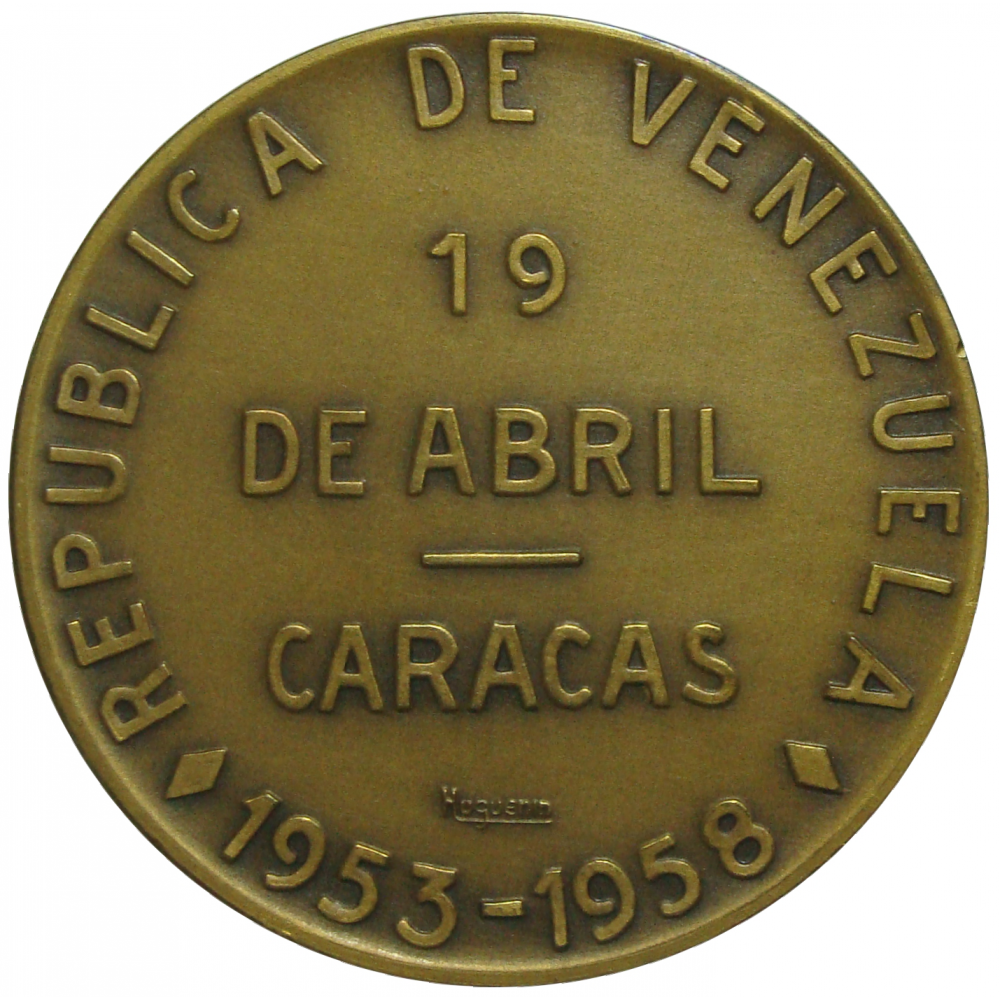 REPUBLICA DE VENEZUELA
19
DE ABRIL
CARACAS
Huguenin
1953-1958